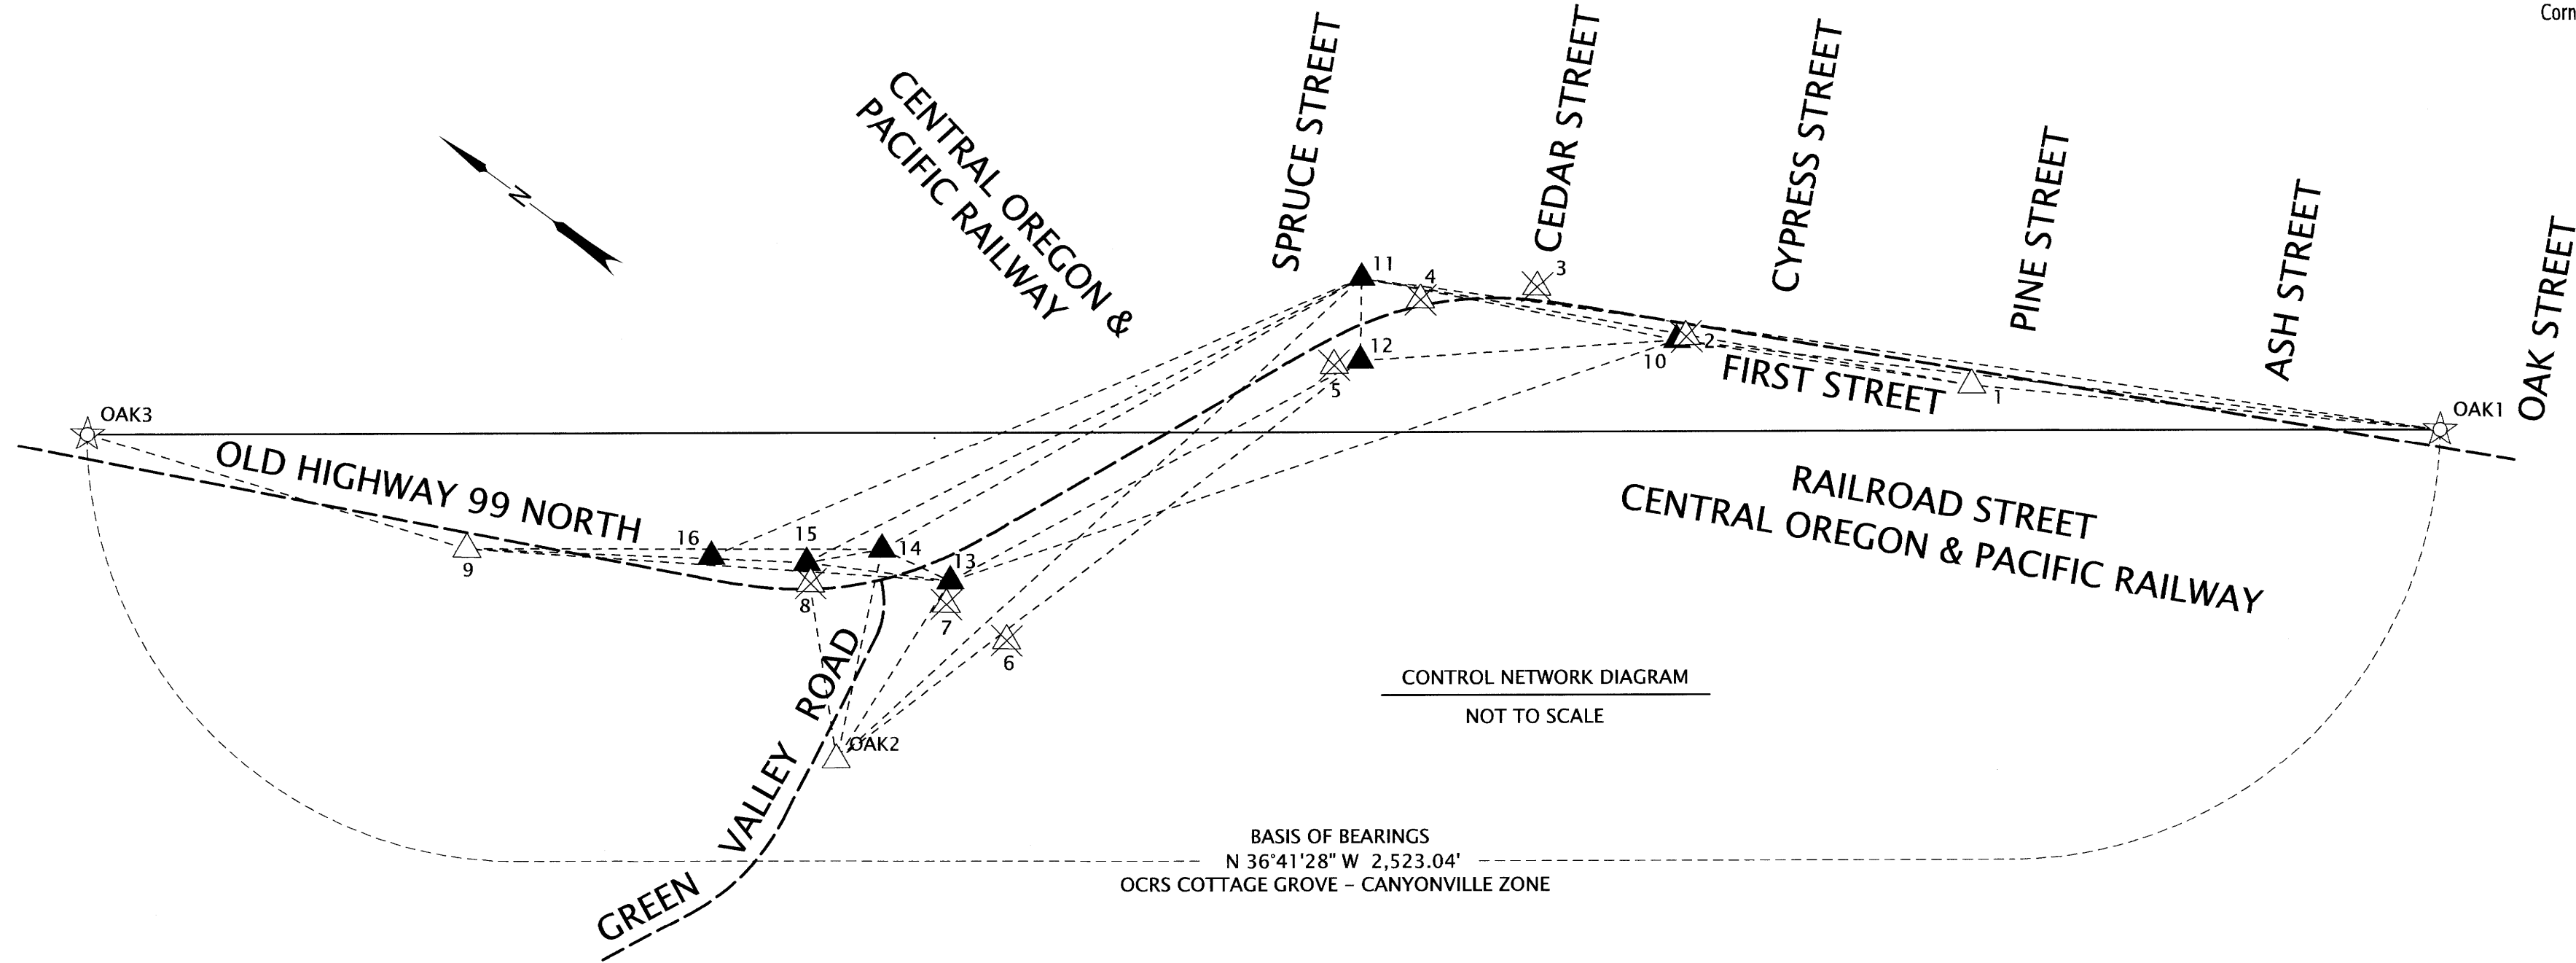 Corn
CENTRAL OREGON &
PACIFIC RAILWAY
SPRUCE STREET
CEDAR STREET
CYPRESS STREET
PINE STREET
ASH STREET
OAK STREET
N
11
4
3
12
5
10
2
1
FIRST STREET
OAK3
OAK1
OLD HIGHWAY 99 NORTH
RAILROAD STREET
CENTRAL OREGON & PACIFIC RAILWAY
9
16
15
14
13
8
7
6
OAK2
GREEN VALLEY ROAD
CONTROL NETWORK DIAGRAM
NOT TO SCALE
BASIS OF BEARINGS
N 36°41'28" W 2,523.04'
OCRS COTTAGE GROVE – CANYONVILLE ZONE